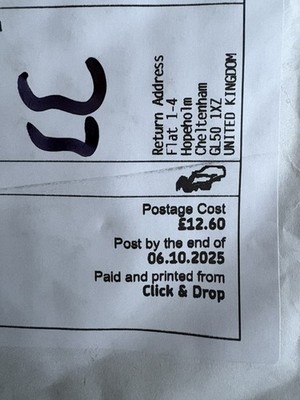 Return Address
Flat 1-4
Hopeholm
Cheltenham
GL50 1XZ
UNITED KINGDOM
Postage Cost
£12.60
Post by the end of
06.10.2025
Paid and printed from
Click & Drop